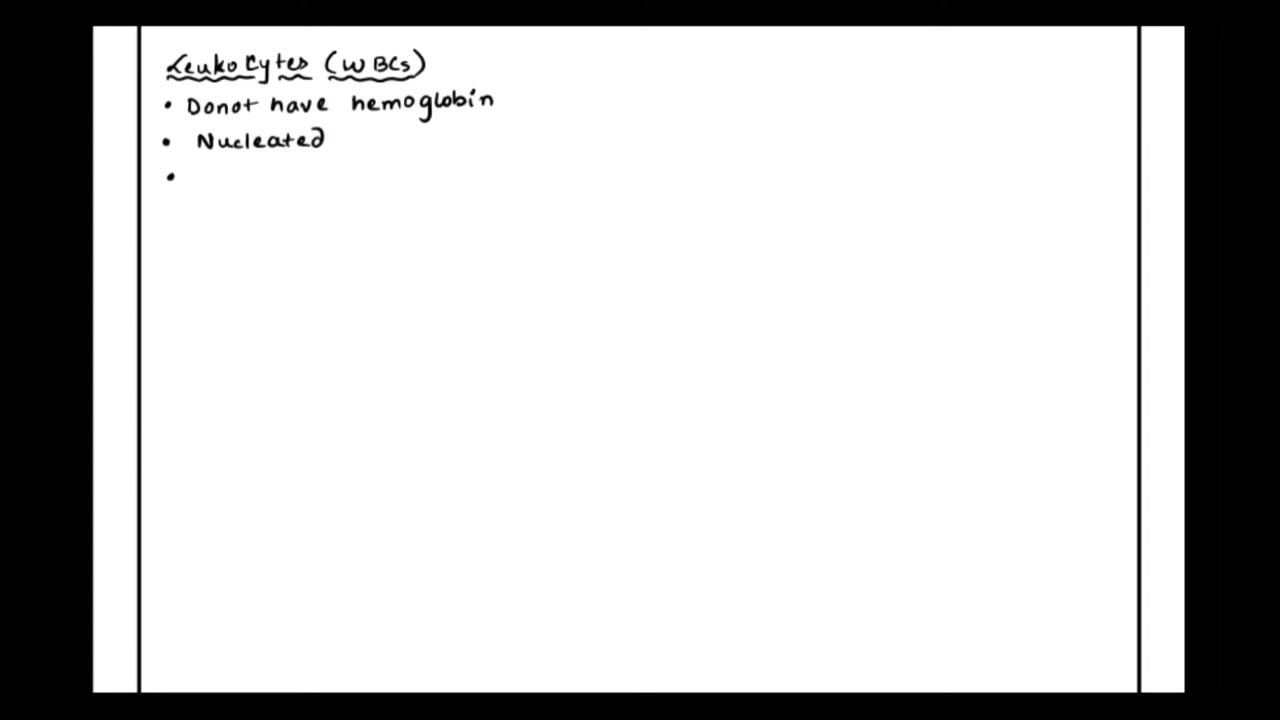 Leukocytes (WBCs)
• Donot have hemoglobin
• Nucleated
•